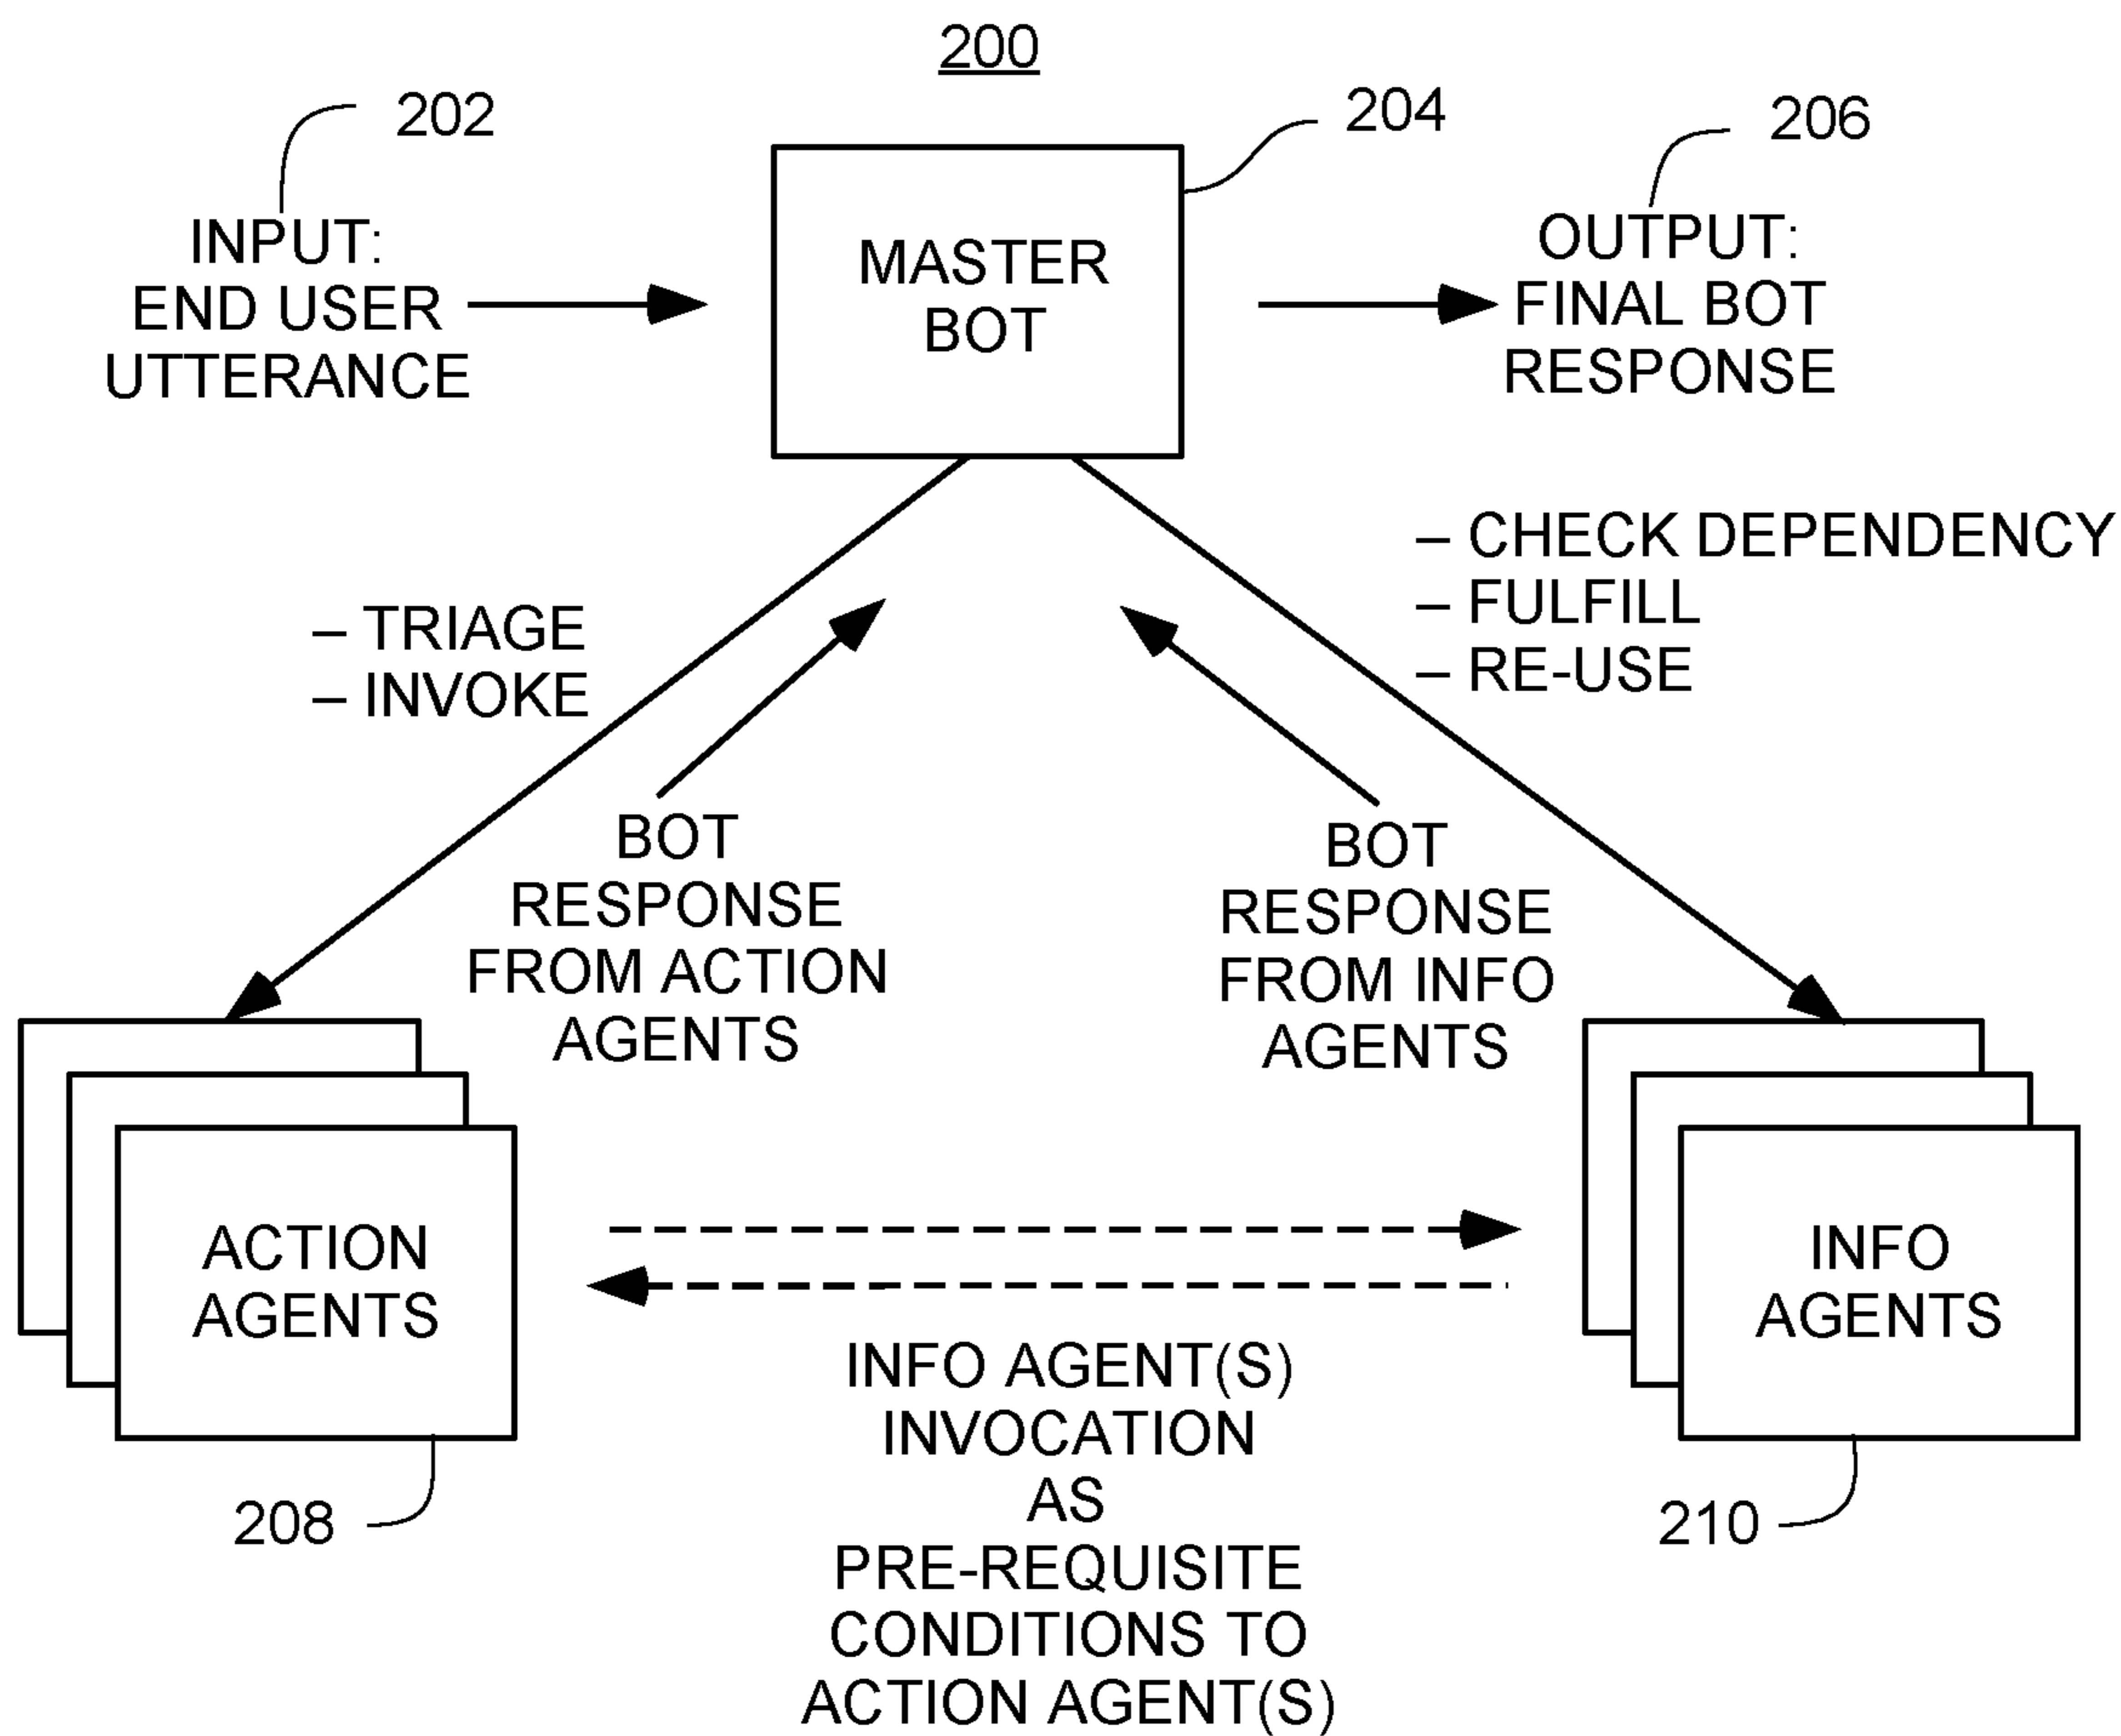 200
202
204
206
INPUT:
END USER
UTTERANCE
MASTER
BOT
OUTPUT:
FINAL BOT
RESPONSE
– TRIAGE
– INVOKE
– CHECK DEPENDENCY
– FULFILL
– RE-USE
BOT
RESPONSE
FROM ACTION
AGENTS
BOT
RESPONSE
FROM INFO
AGENTS
ACTION
AGENTS
INFO
AGENTS
INFO AGENT(S)
INVOCATION
AS
PRE-REQUISITE
CONDITIONS TO
ACTION AGENT(S)
208
210